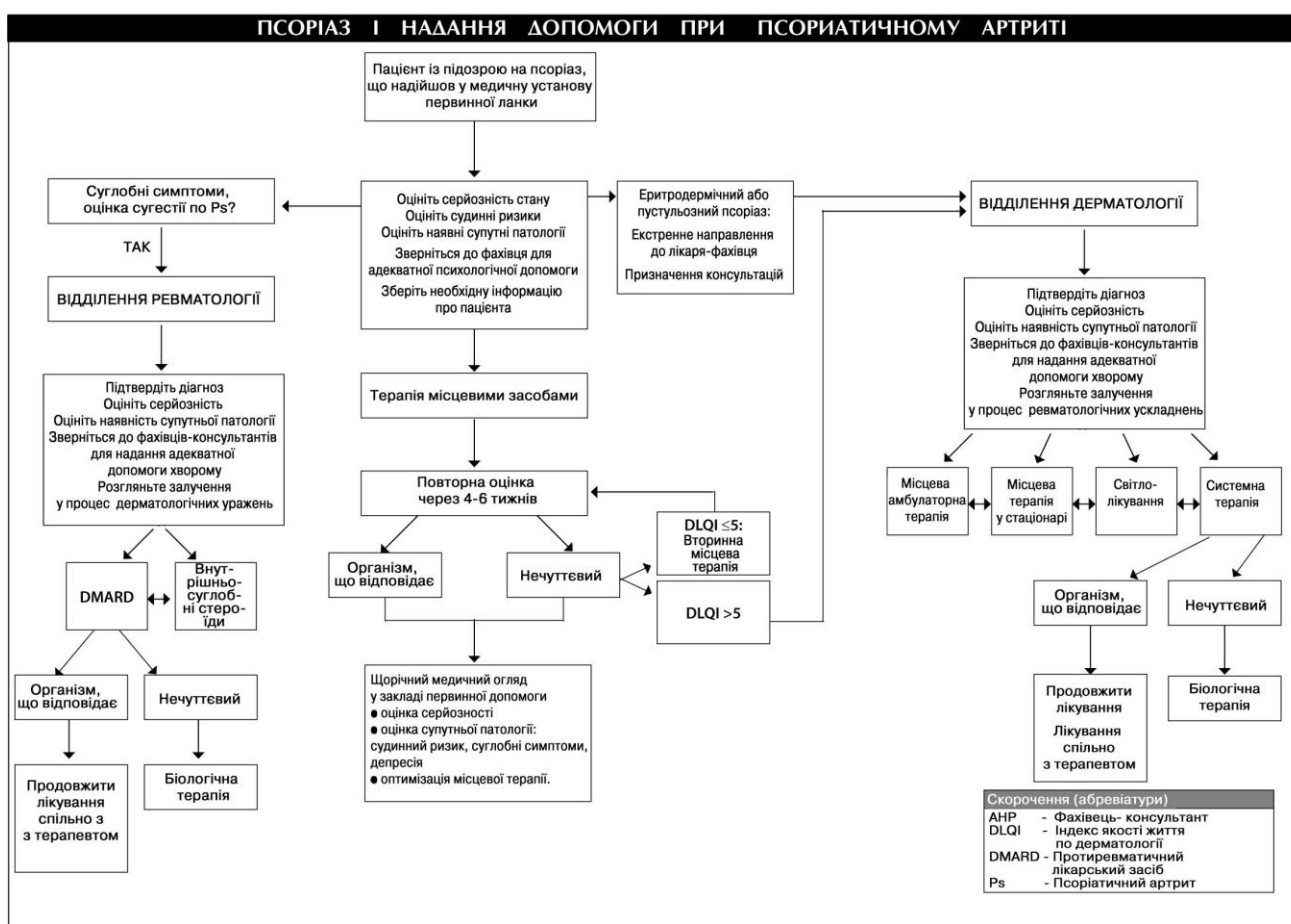 ПСОРІАЗ І НАДАННЯ ДОПОМОГИ ПРИ ПСОРИАТИЧНОМУ АРТРИТІ
Пацієнт із підозрою на псоріаз,
що надійшов у медичну установу
первинної ланки
Суглобні симптоми,
оцінка сугестії по Ps?
ТАК
ВІДДІЛЕННЯ РЕВМАТОЛОГІЇ
Підтвердіть діагноз
Оцініть серйозність
Оцініть наявність супутньої патології
Зверніться до фахівців-консультантів
для надання адекватної
допомоги хворому
Розгляньте залучення
у процес дерматологічних уражень
DMARD
Внут-
рішньо-
суглоб-
ні стеро-
їди
Організм,
що відповідає
Нечуттєвий
Продовжити
лікування
спільно з
з терапевтом
Біологічна
терапія
Оцініть серйозність стану
Оцініть судинні ризики
Оцініть наявні супутні патології
Зверніться до фахівця для
адекватної психологічної допомоги
Зберіть необхідну інформацію
про пацієнта
Терапія місцевими засобами
Повторна оцінка
через 4-6 тижнів
Організм,
що відповідає
Нечуттєвий
DLQI ≤5:
Вторинна
місцева
терапія
DLQI >5
Щорічний медичний огляд
у закладі первинної допомоги
● оцінка серйозності
● оцінка супутньої патології:
судинний ризик, суглобні симптоми,
депресія
● оптимізація місцевої терапії.
Еритродермічний або
пустульозний псоріаз:
Екстренне направлення
до лікаря-фахівця
Призначення консультацій
ВІДДІЛЕННЯ ДЕРМАТОЛОГІЇ
Підтвердіть діагноз
Оцініть серйозність
Оцініть наявність супутньої патології
Зверніться до фахівців-консультантів
для надання адекватної
допомоги хворому
Розгляньте залучення
у процес ревматологічних ускладнень
Місцева
амбулаторна
терапія
Місцева
терапія
у стаціонарі
Світло-
лікування
Системна
терапія
Організм,
що відповідає
Нечуттєвий
Продовжити
лікування
Лікування
спільно
з терапевтом
Біологічна
терапія
Скорочення (абревіатури)
AHP - Фахівець- консультант
DLQI - Індекс якості життя
по дерматології
DMARD - Протиревматичний
лікарський засіб
Ps - Псоріатичний артрит